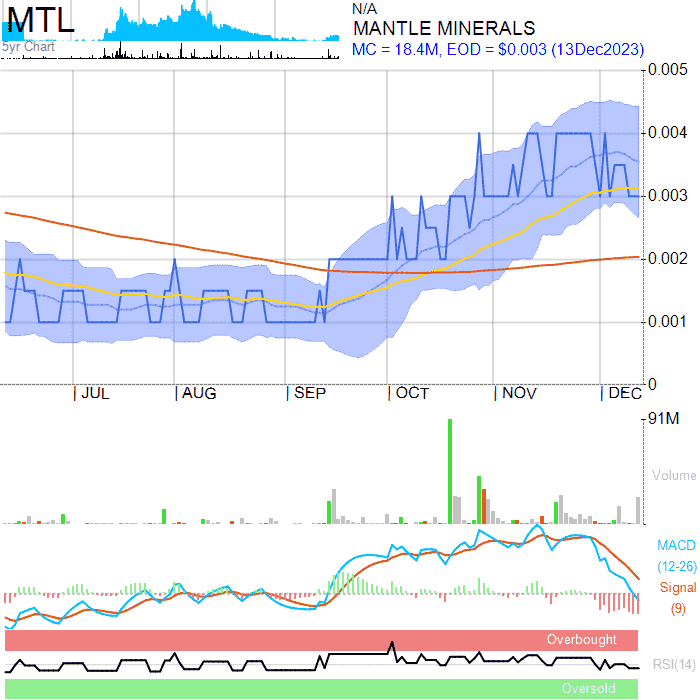 MTL
5yr Chart
N/A
MANTLE MINERALS
MC = 18.4M, EOD = $0.003 (13Dec2023)
0.005
0.004
0.003
0.002
0.001
0
| JUL | AUG | SEP | OCT | NOV | DEC
91M
Volume
MACD
(12-26)
Signal
(9)
Overbought
RSI(14)
Oversold